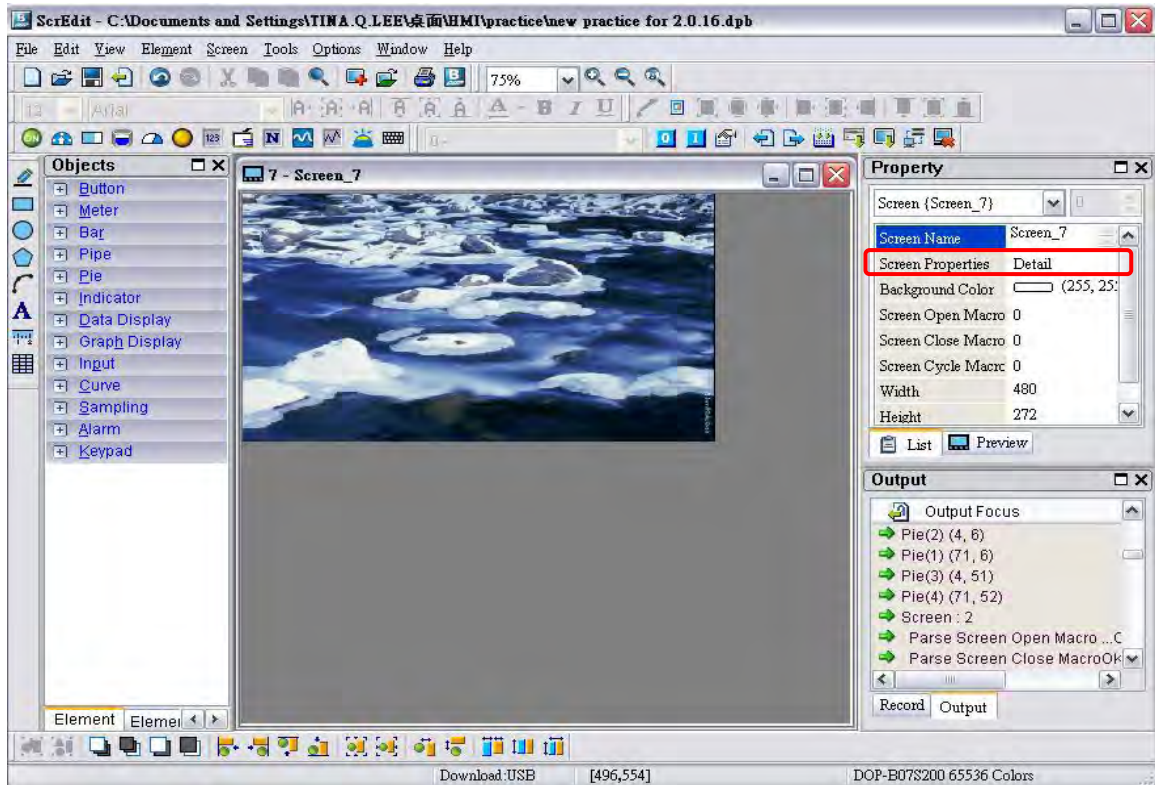 ScrEdit - C:\Documents and Settings\TINA.Q.LEE\桌面\HMI\practice\new practice for 2.0.16.dpb
File Edit View Element Screen Tools Options Window Help
75%
12 Arial
0-
Objects
Button
Meter
Bar
Pipe
Pie
Indicator
Data Display
Graph Display
Input
Curve
Sampling
Alarm
Keypad
Element Elemei
7 - Screen_7
Property
Screen {Screen_7} 0
Screen Name Screen_7
Screen Properties Detail
Background Color (255, 25
Screen Open Macro 0
Screen Close Macro 0
Screen Cycle Macrc 0
Width 480
Height 272
List Preview
Output
Output Focus
Pie(2) (4, 6)
Pie(1) (71, 6)
Pie(3) (4, 51)
Pie(4) (71, 52)
Screen : 2
Parse Screen Open Macro ...C
Parse Screen Close MacroOk
Record Output
Download:USB [496,554] DOP-B07S200 65536 Colors